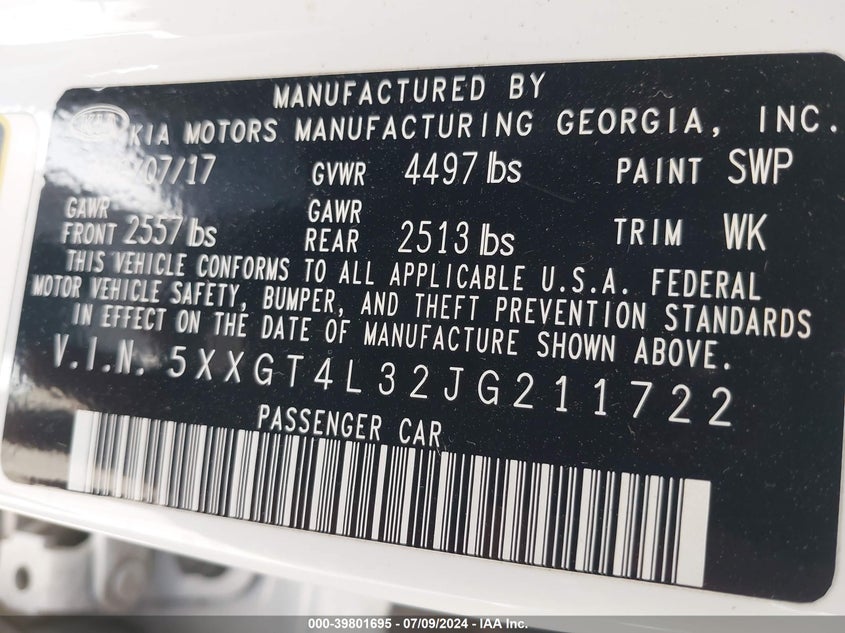 MANUFACTURED BY
KIA MOTORS MANUFACTURING GEORGIA, INC.
/07/17 GVWR 4497 lbs PAINT SWP
GAWR FRONT 2557 lbs GAWR REAR 2513 lbs TRIM WK
THIS VEHICLE CONFORMS TO ALL APPLICABLE U.S.A. FEDERAL
MOTOR VEHICLE SAFETY, BUMPER, AND THEFT PREVENTION STANDARDS
IN EFFECT ON THE DATE OF MANUFACTURE SHOWN ABOVE.
V.I.N. 5XXGT4L32JG211722
PASSENGER CAR
000-39801695 - 07/09/2024 - IAA Inc.